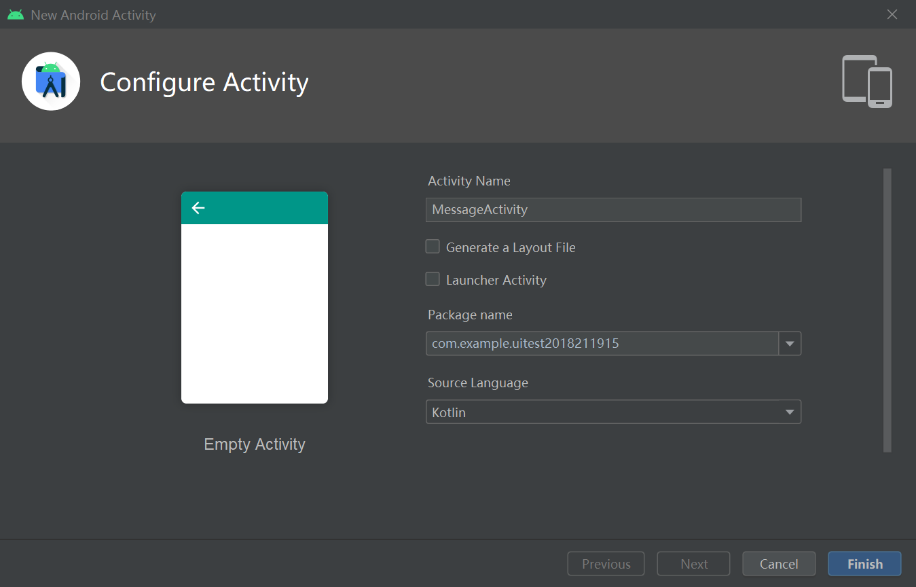 New Android Activity
Configure Activity
Activity Name
MessageActivity
Generate a Layout File
Launcher Activity
Package name
com.example.uitest2018211915
Source Language
Kotlin
Empty Activity
Previous
Next
Cancel
Finish